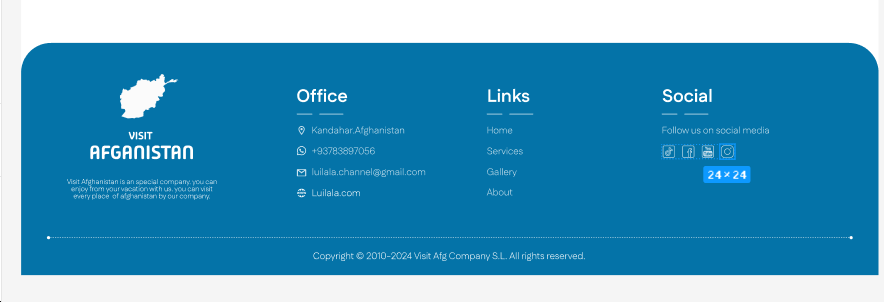 VISIT
AFGANISTAN
Visit Afghanistan is an special company. you can
enjoy from your vacation with us. you can visit
every place of afghanistan by our company.
Office
Kandahar.Afghanistan
+93783897056
luilala.channel@gmail.com
Luilala.com
Links
Home
Services
Gallery
About
Social
Follow us on social media
24 × 24
Copyright © 2010-2024 Visit Afg Company S.L. All rights reserved.